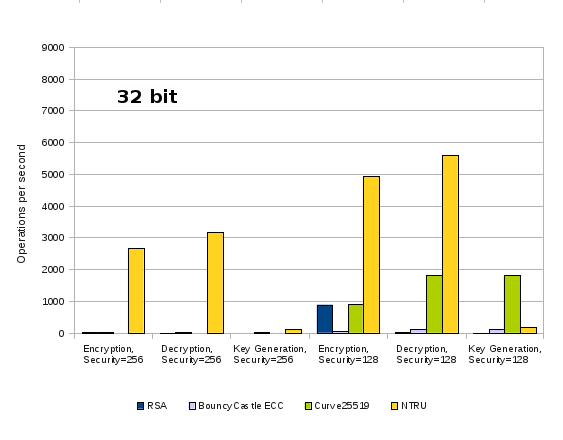 9000
8000
32 bit
7000
6000
5000
4000
3000
2000
1000
0
Operations per second
Encryption,
Security=256
Decryption,
Security=256
Key Generation,
Security=256
Encryption,
Security=128
Decryption,
Security=128
Key Generation,
Security=128
RSA
BouncyCastle ECC
Curve25519
NTRU